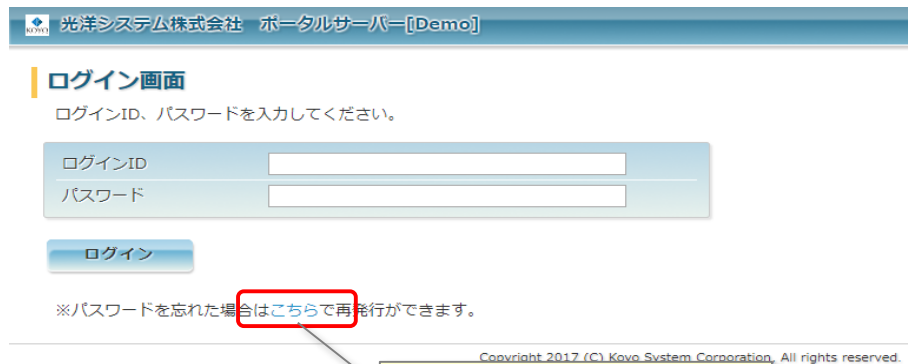 KOYO 光洋システム株式会社 ポータルサーバー[Demo]
ログイン画面
ログインID、パスワードを入力してください。
ログインID
パスワード
ログイン
※パスワードを忘れた場合はこちらで再発行ができます。
Copyright 2017 (C) Koyo System Corporation, All rights reserved.